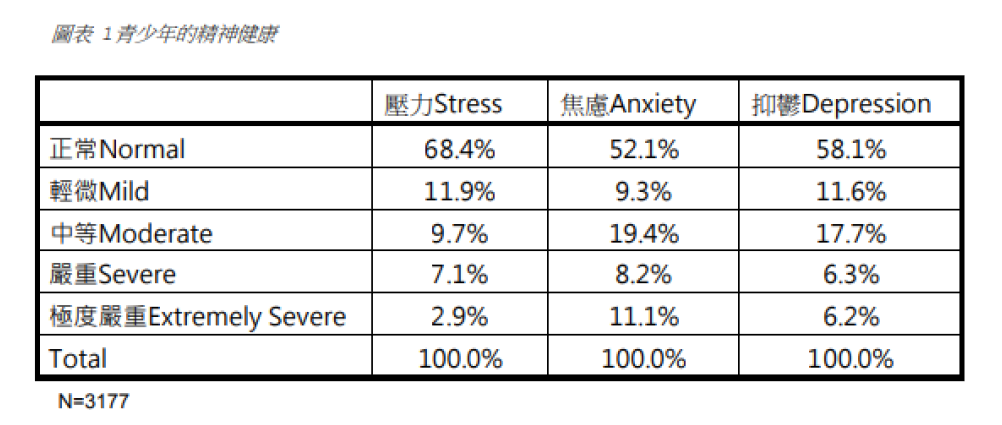 圖表 1青少年的精神健康
壓力Stress 焦慮Anxiety 抑鬱Depression
正常Normal 68.4% 52.1% 58.1%
輕微Mild 11.9% 9.3% 11.6%
中等Moderate 9.7% 19.4% 17.7%
嚴重Severe 7.1% 8.2% 6.3%
極度嚴重Extremely Severe 2.9% 11.1% 6.2%
Total 100.0% 100.0% 100.0%
N=3177